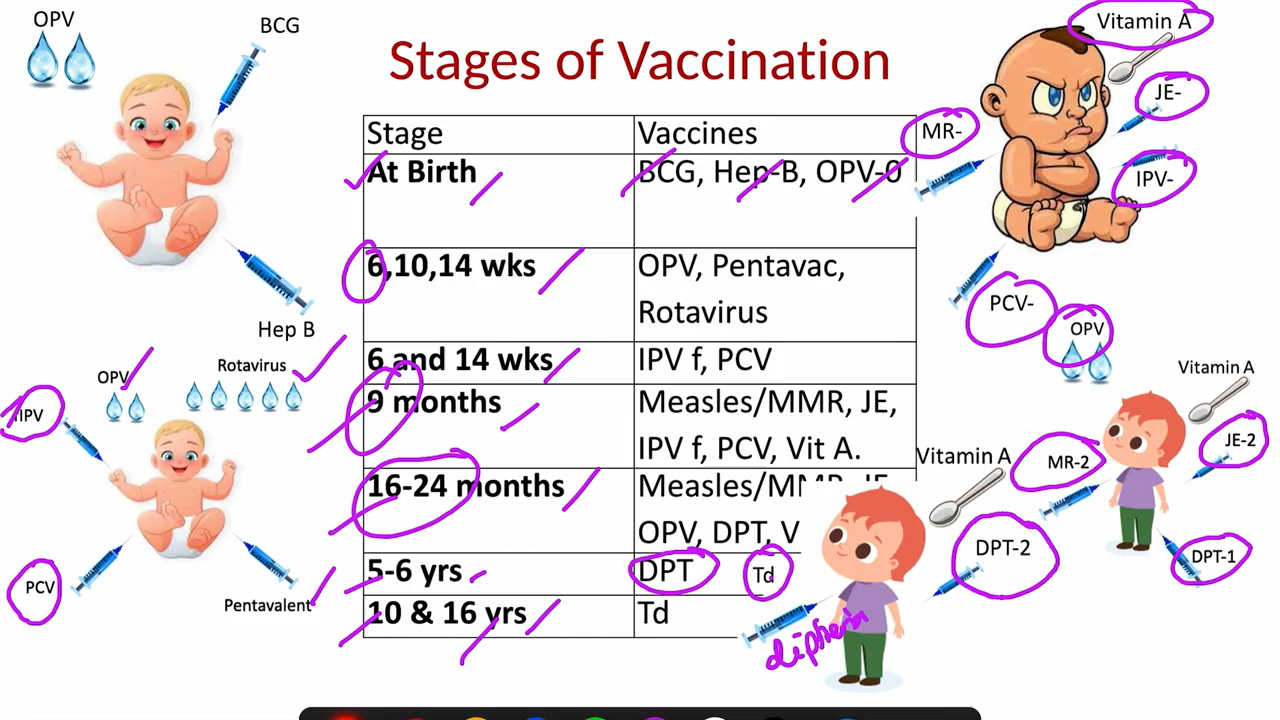 Stages of Vaccination
Stage
Vaccines
At Birth
BCG, Hep-B, OPV-0
6,10,14 wks
OPV, Pentavac,
Rotavirus
6 and 14 wks
IPV f, PCV
9 months
Measles/MMR, JE,
IPV f, PCV, Vit A.
16-24 months
Measles/MMR, JE
OPV, DPT, V
5-6 yrs
DPT
Td
10 & 16 yrs
Td
OPV
BCG
Hep B
OPV
Rotavirus
PCV
Pentavalent
Vitamin A
JE-
MR-
IPV-
PCV-
OPV
Vitamin A
JE-2
MR-2
DPT-1
Vitamin A
DPT-2